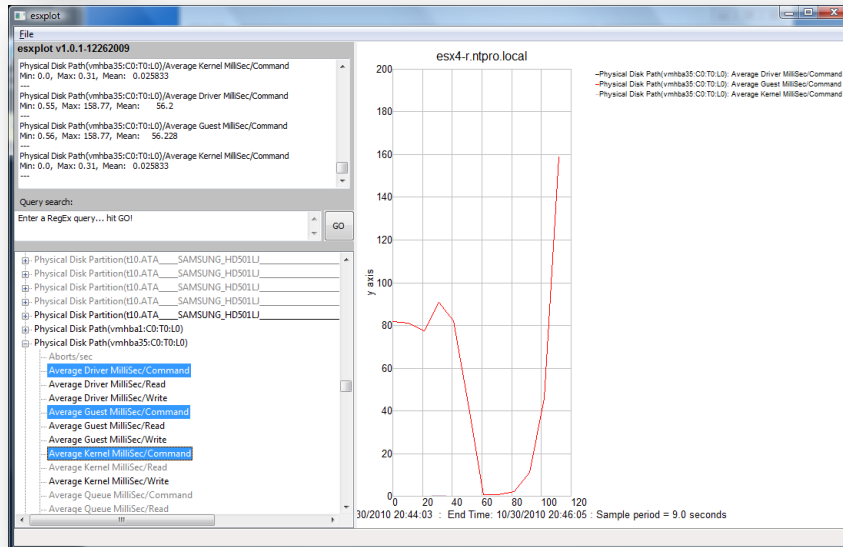 esxplot
File
esxplot v1.0.1-12262009
Physical Disk Path(vmhba35:C0:T0:L0)/Average Kernel MilliSec/Command
Min: 0.0, Max: 0.31, Mean: 0.025833
---
Physical Disk Path(vmhba35:C0:T0:L0)/Average Driver MilliSec/Command
Min: 0.55, Max: 158.77, Mean: 56.2
---
Physical Disk Path(vmhba35:C0:T0:L0)/Average Guest MilliSec/Command
Min: 0.56, Max: 158.77, Mean: 56.228
---
Physical Disk Path(vmhba35:C0:T0:L0)/Average Kernel MilliSec/Command
Min: 0.0, Max: 0.31, Mean: 0.025833
---
Query search:
Enter a RegEx query... hit GO!
GO
Physical Disk Partition(t10.ATA____SAMSUNG_HD501LJ____________________
Physical Disk Partition(t10.ATA____SAMSUNG_HD501LJ____________________
Physical Disk Partition(t10.ATA____SAMSUNG_HD501LJ____________________
Physical Disk Partition(t10.ATA____SAMSUNG_HD501LJ____________________
Physical Disk Partition(t10.ATA____SAMSUNG_HD501LJ____________________
Physical Disk Path(vmhba1:C0:T0:L0)
Physical Disk Path(vmhba35:C0:T0:L0)
Aborts/sec
Average Driver MilliSec/Command
Average Driver MilliSec/Read
Average Driver MilliSec/Write
Average Guest MilliSec/Command
Average Guest MilliSec/Read
Average Guest MilliSec/Write
Average Kernel MilliSec/Command
Average Kernel MilliSec/Read
Average Kernel MilliSec/Write
Average Queue MilliSec/Command
Average Queue MilliSec/Read
esx4-r.ntpro.local
Physical Disk Path(vmhba35:C0:T0:L0): Average Driver MilliSec/Command
Physical Disk Path(vmhba35:C0:T0:L0): Average Guest MilliSec/Command
Physical Disk Path(vmhba35:C0:T0:L0): Average Kernel MilliSec/Command
200
180
160
140
120
100
80
60
40
20
0
y axis
0 20 40 60 80 100 120
30/2010 20:44:03 : End Time: 10/30/2010 20:46:05 : Sample period = 9.0 seconds